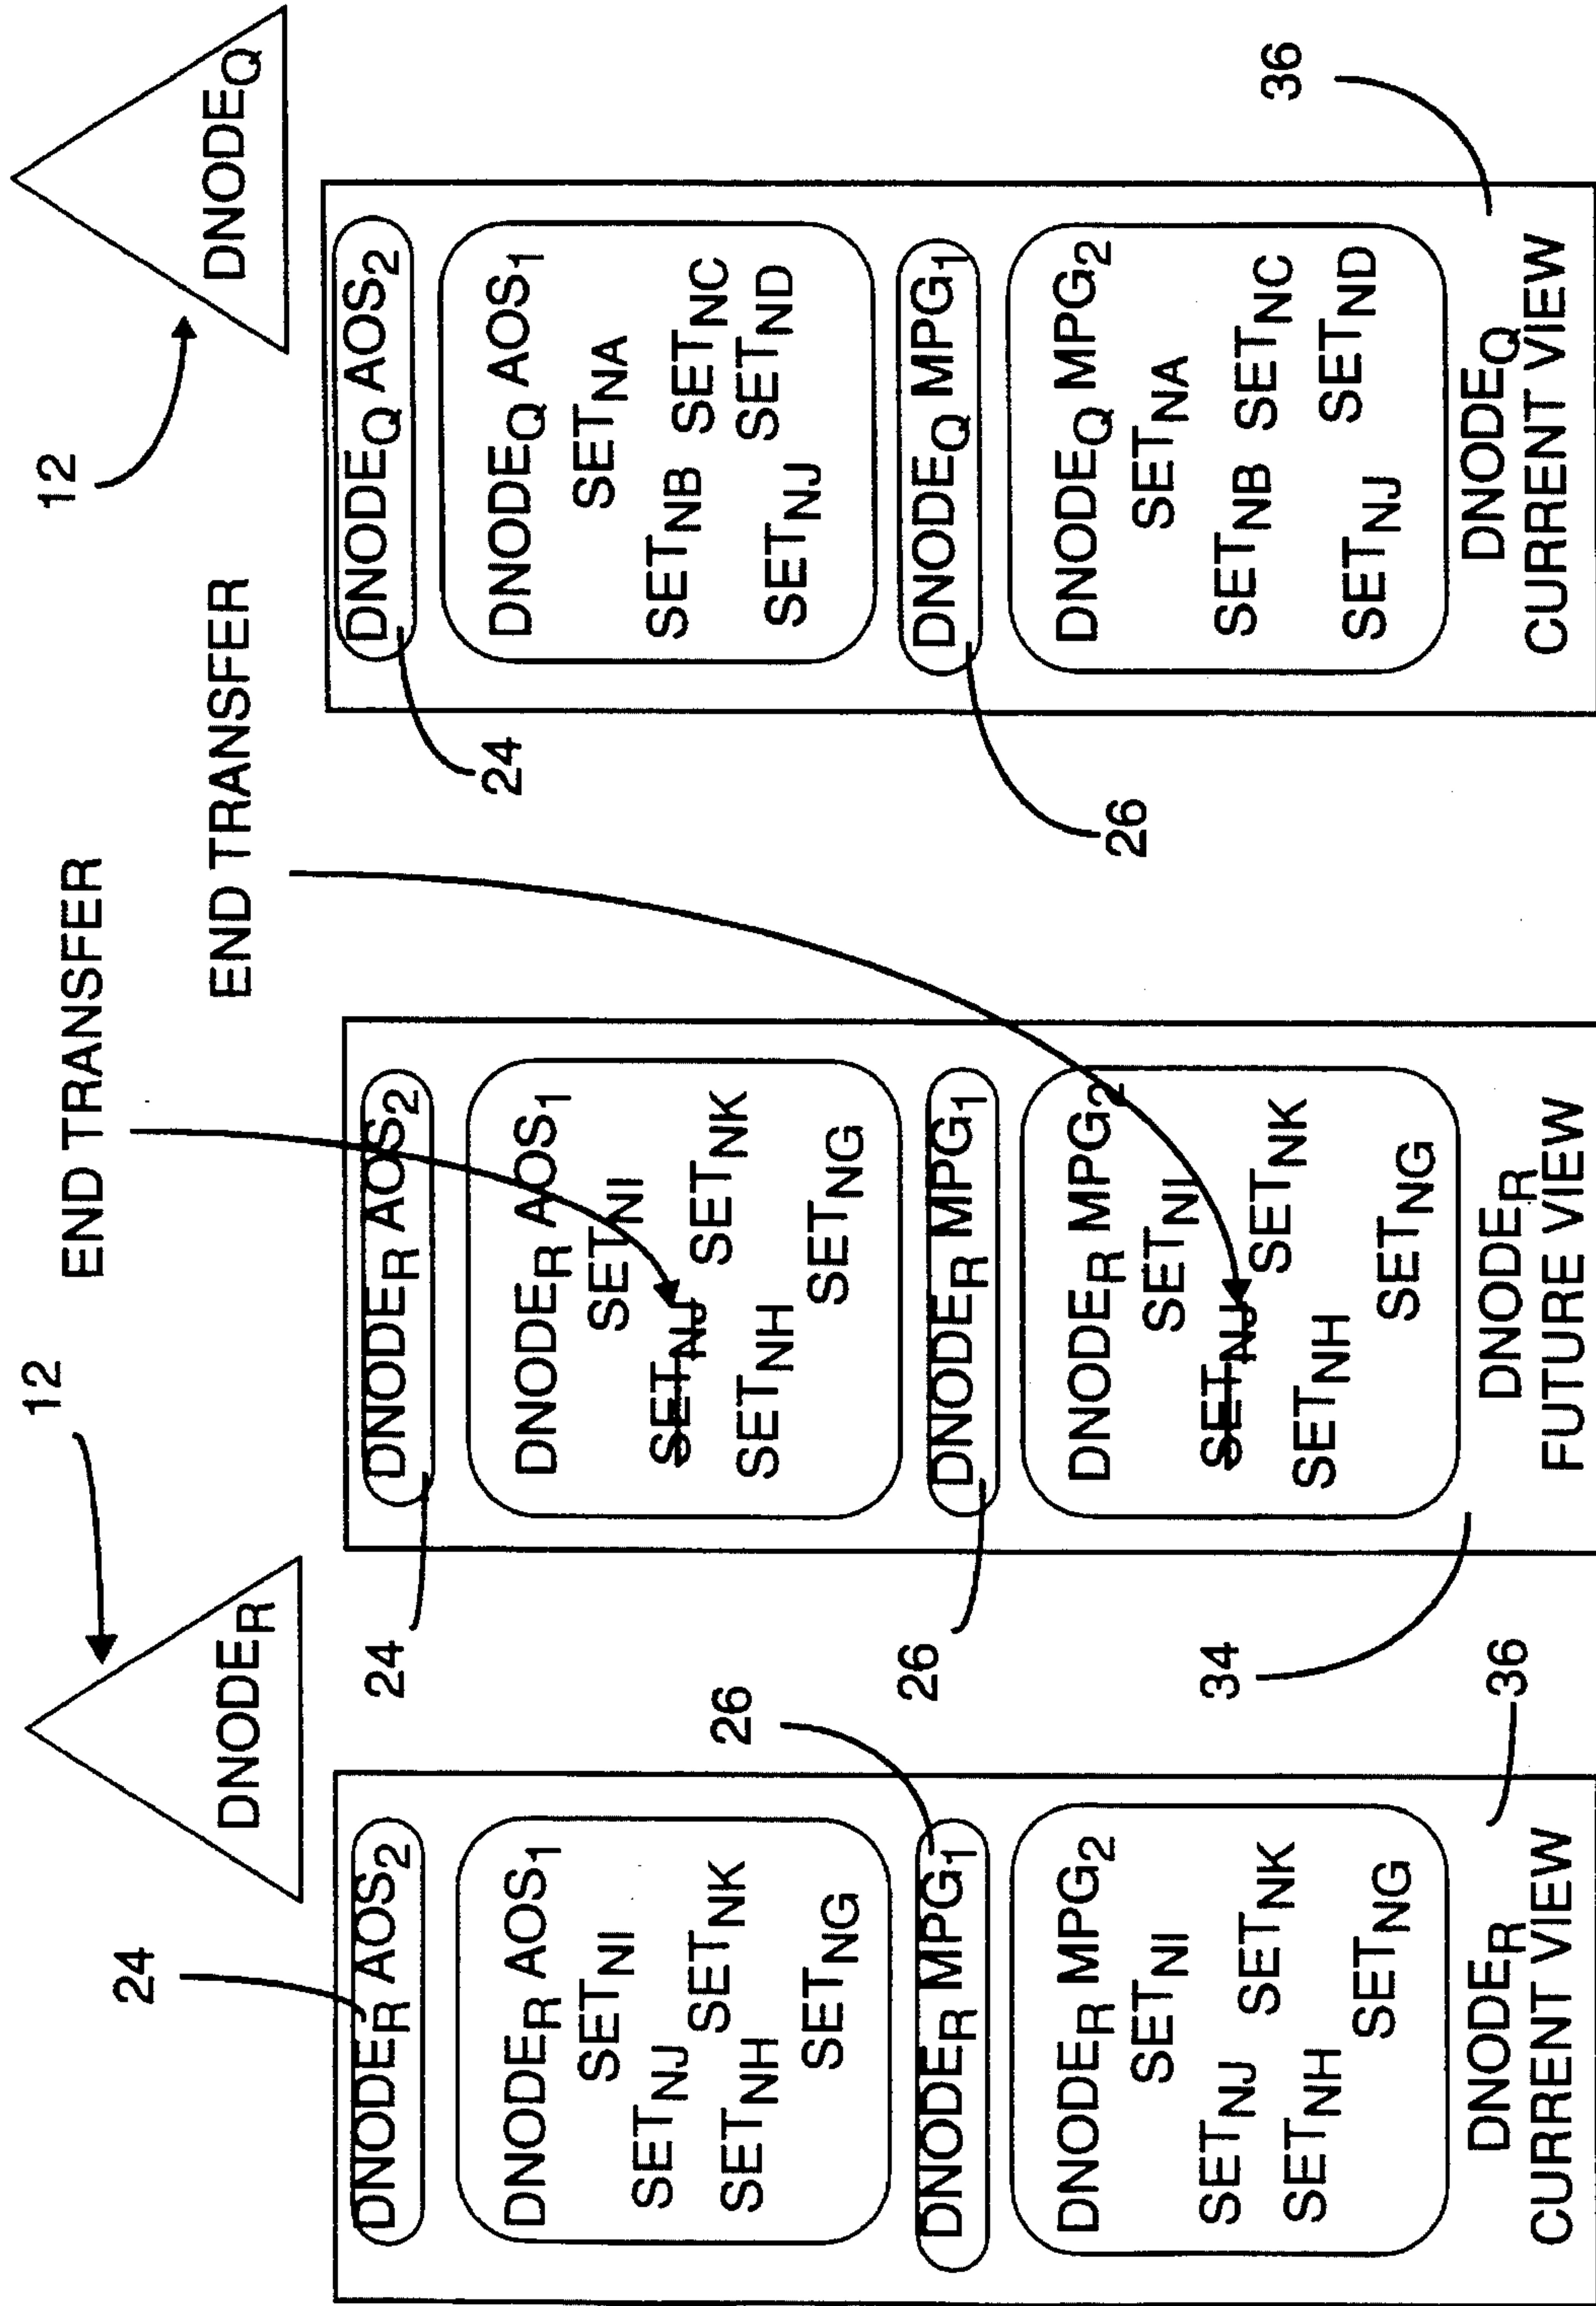 12
DNODER
24
DNODER AOS2
DNODER AOS1
SETNI
SETNJ
SETNK
SETNH
SETNG
26
DNODER MPG1
DNODER MPG2
SETNI
SETNJ
SETNK
SETNH
SETNG
DNODER
CURRENT VIEW
36
END TRANSFER
END TRANSFER
24
DNODER AOS2
DNODER AOS1
SETNI
SETNJ
SETNK
SETNH
SETNG
26
DNODER MPG1
DNODER MPG2
SETNI
SETNJ
SETNK
SETNH
SETNG
34
DNODER
FUTURE VIEW
12
DNODEQ
24
DNODEQ AOS2
DNODEQ AOS1
SETNA
SETNB SETNC
SETNJ SETND
26
DNODEQ MPG1
DNODEQ MPG2
SETNA
SETNB SETNC
SETNJ SETND
DNODEQ
CURRENT VIEW
36